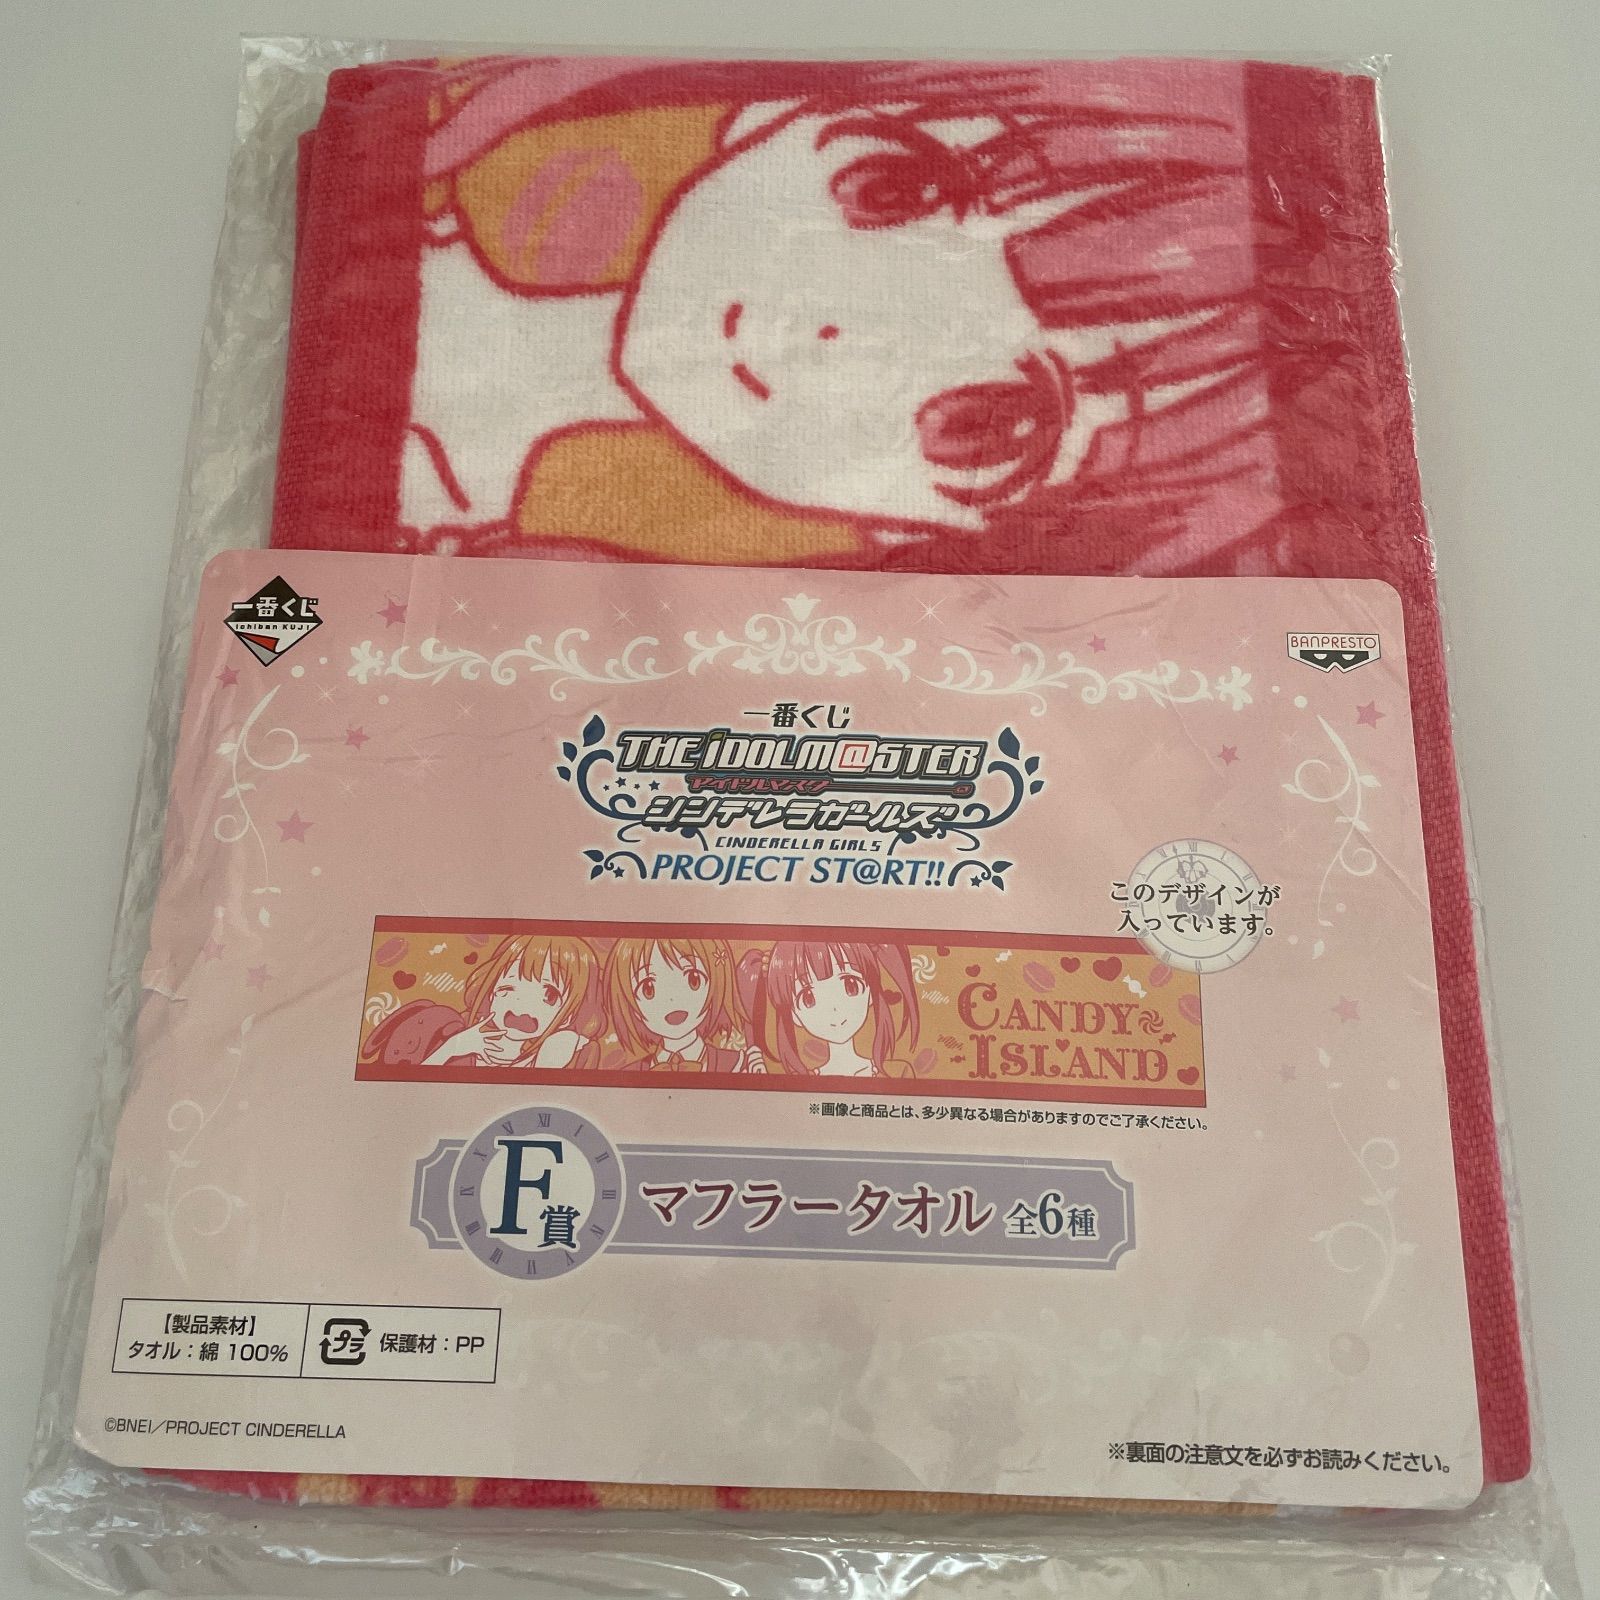 一番くじ
ichiban KUJI
BANPRESTO
一番くじ
THE iDOLM@STER
アイドルマスター
シンデレラガールズ
CINDERELLA GIRLS
PROJECT ST@RT!!
このデザインが
入っています。
CANDY
ISLAND
※画像と商品とは、多少異なる場合がありますのでご了承ください。
F賞
マフラータオル 全6種
【製品素材】
タオル：綿 100%
プラ
保護材：PP
©BNEI／PROJECT CINDERELLA
※裏面の注意文を必ずお読みください。